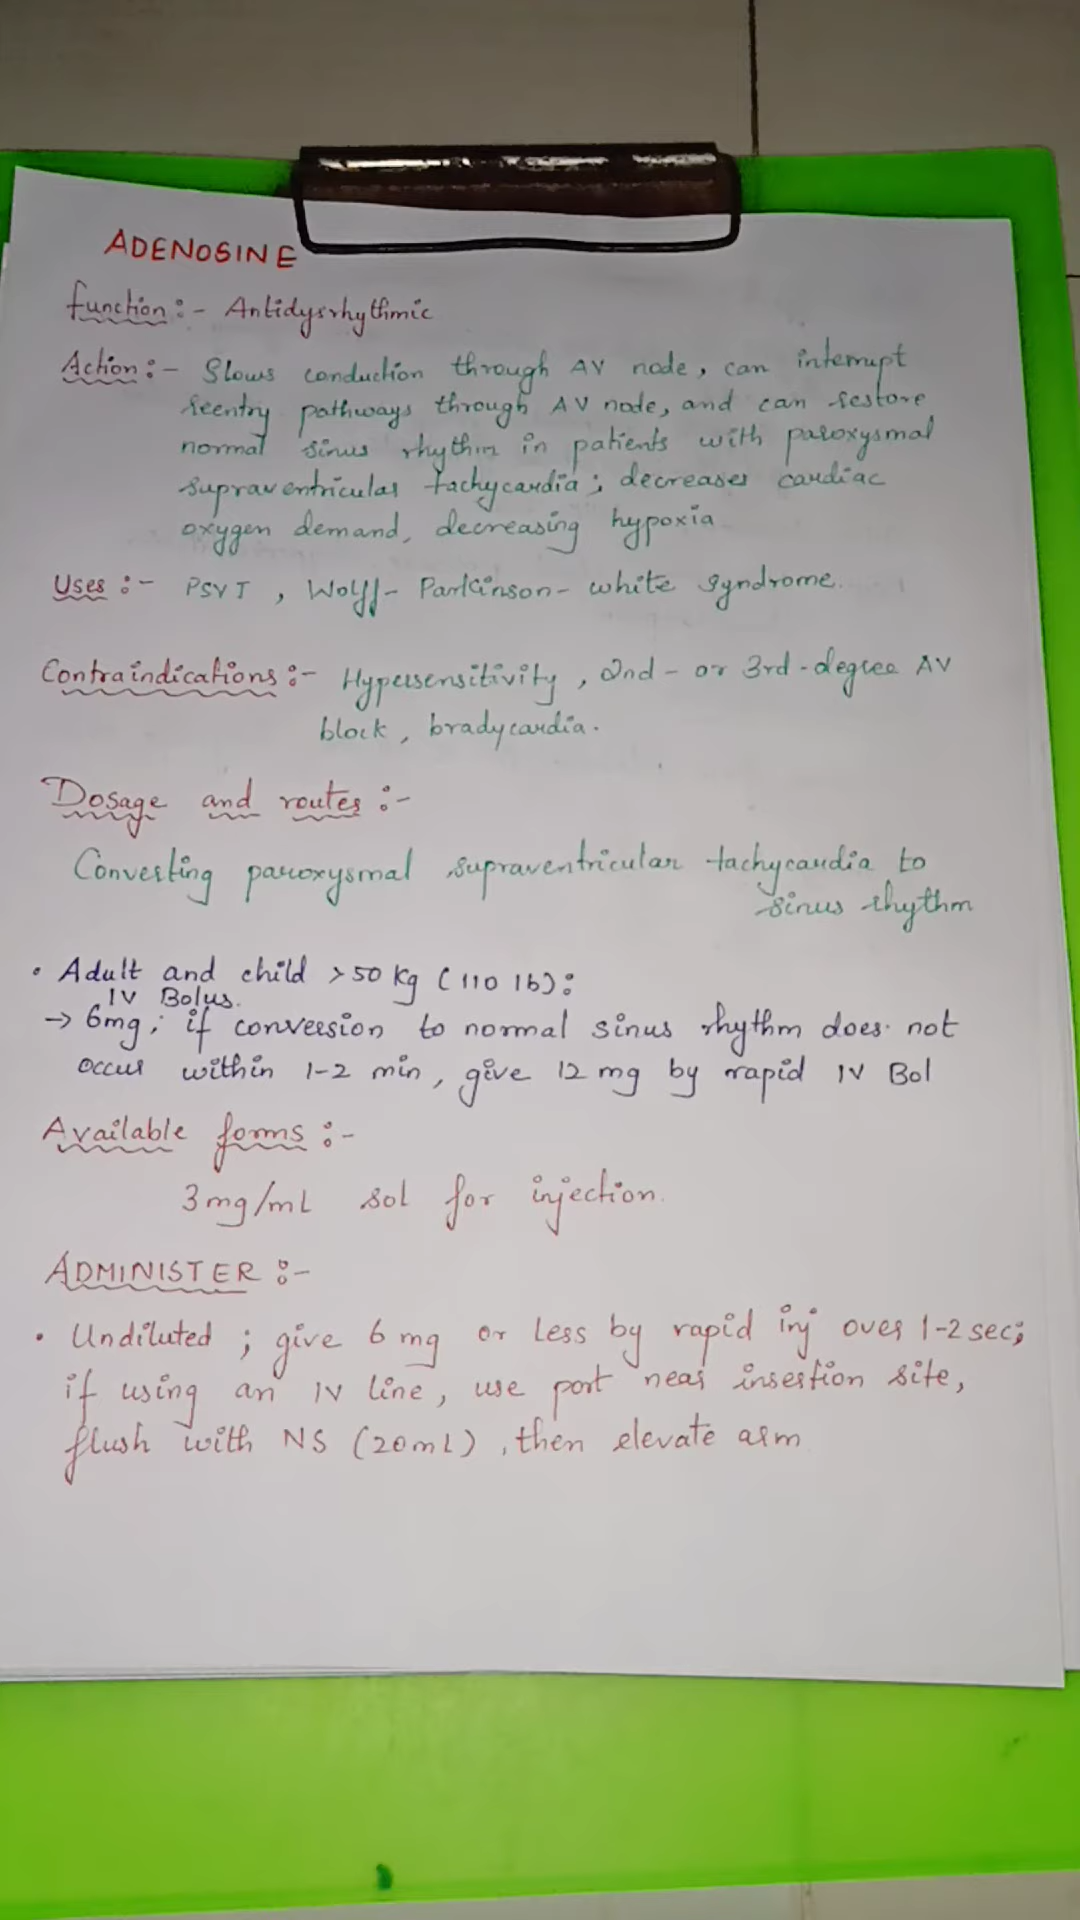 ADENOSINE
Function:- Antidysrhythmic
Action:- Slows conduction through AV node, can interrupt
reentry pathways through AV node, and can restore
normal sinus rhythm in patients with paroxysmal
supraventricular tachycardia; decreases cardiac
oxygen demand, decreasing hypoxia
Uses:- PSVT, Wolff-Parkinson-white syndrome.
Contraindications:- Hypersensitivity, 2nd- or 3rd-degree AV
block, bradycardia.
Dosage and routes:-
Converting paroxysmal supraventricular tachycardia to
sinus rhythm
• Adult and child >50 kg (110 lb):
IV Bolus.
→ 6mg; if conversion to normal sinus rhythm does not
occur within 1-2 min, give 12 mg by rapid IV Bol
Available forms:-
3mg/mL sol for injection.
ADMINISTER:-
• Undiluted; give 6 mg or less by rapid inj over 1-2 sec;
if using an IV line, use port near insertion site,
flush with NS (20mL), then elevate arm